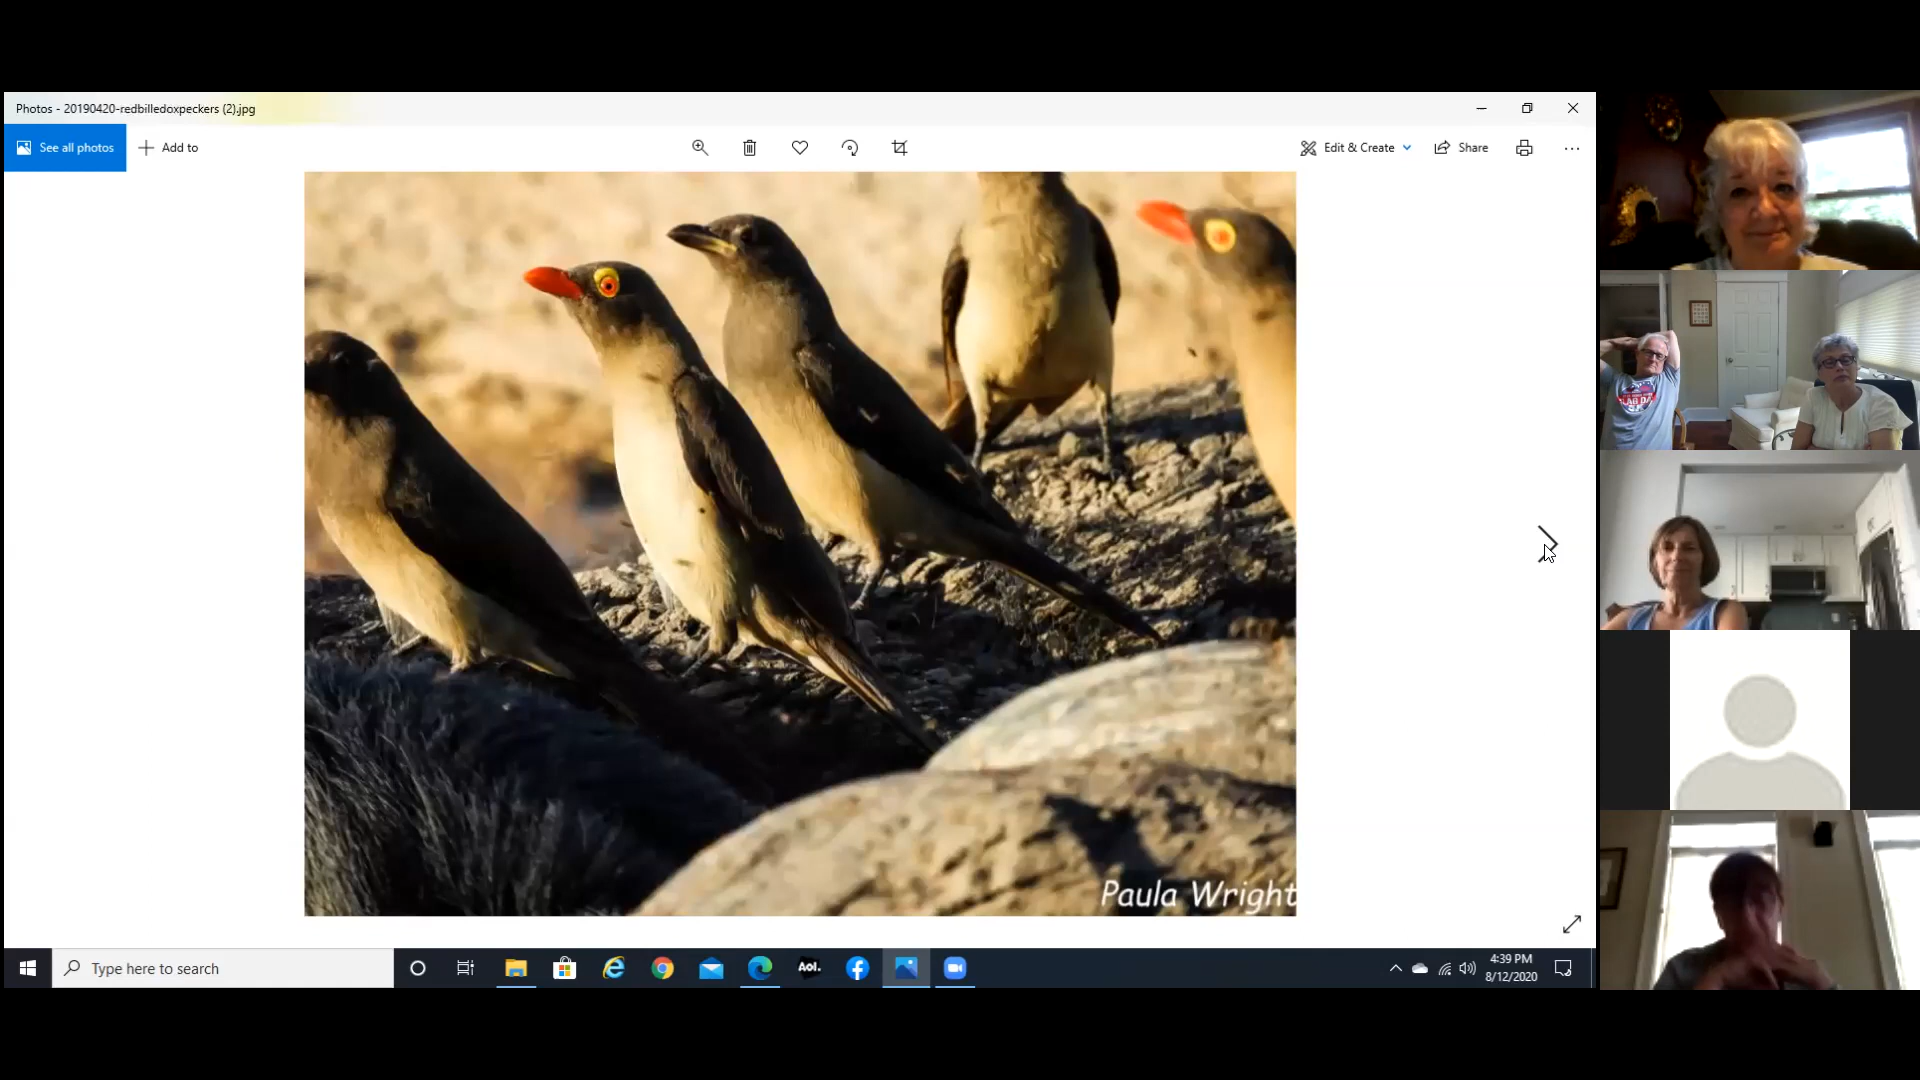 Photos - 20190420-redbilledoxpeckers (2).jpg
See all photos
Add to
Edit & Create
Share
Paula Wright
Type here to search
Aol.
4:39 PM
8/12/2020